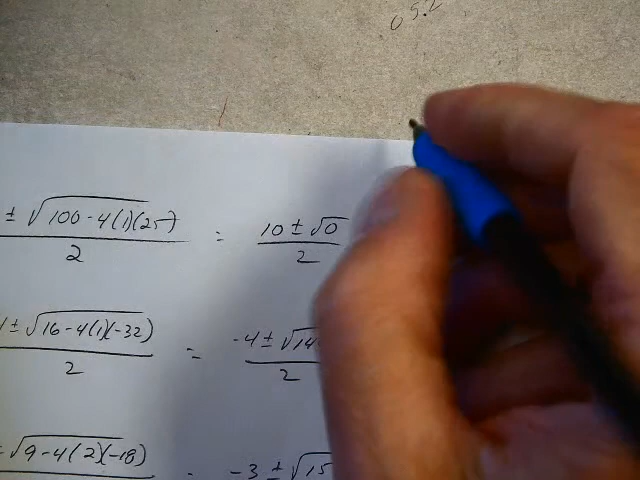 ± √100-4(1)(25) / 2 = 10 ± √0 / 2
± √16-4(1)(-32) / 2 = -4 ± √14 / 2
√9-4(2)(-18) = -3 ± √15